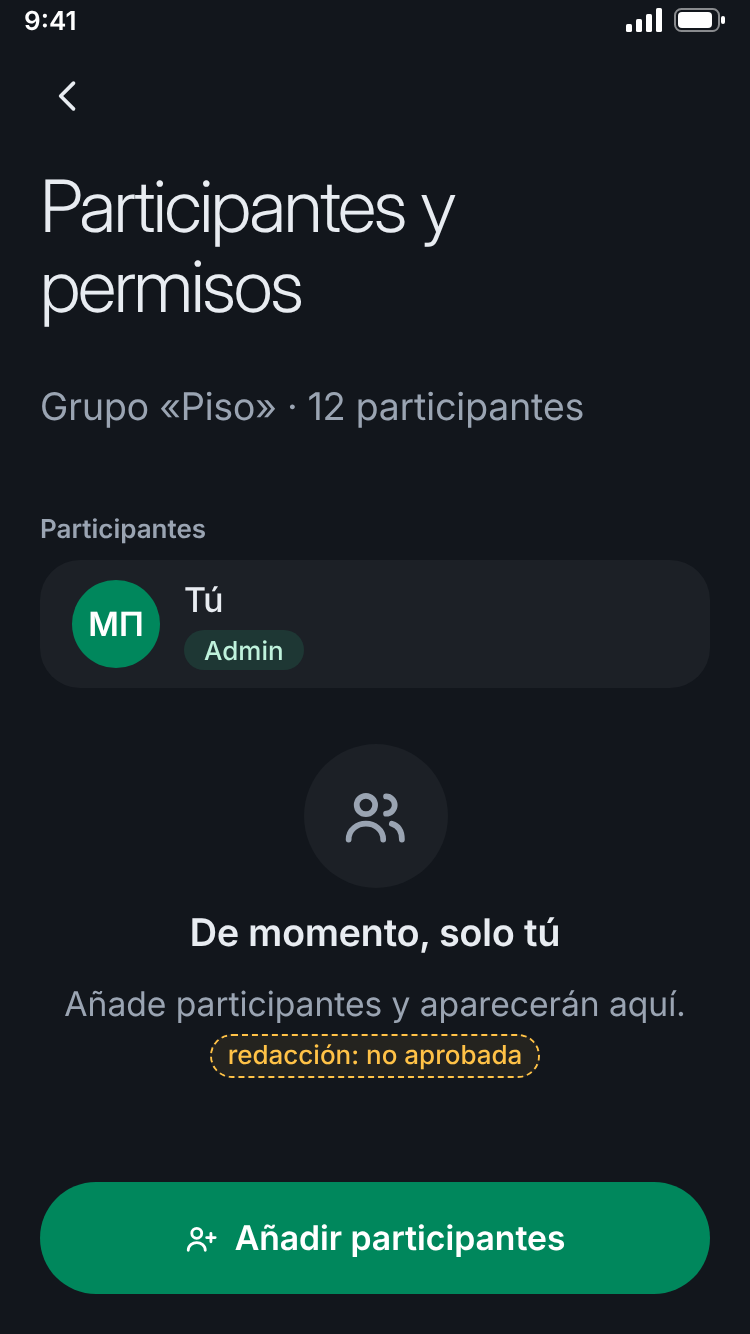 9:41
Participantes y
permisos
Grupo «Piso» · 12 participantes
Participantes
МП
Tú
Admin
De momento, solo tú
Añade participantes y aparecerán aquí.
redacción: no aprobada
Añadir participantes